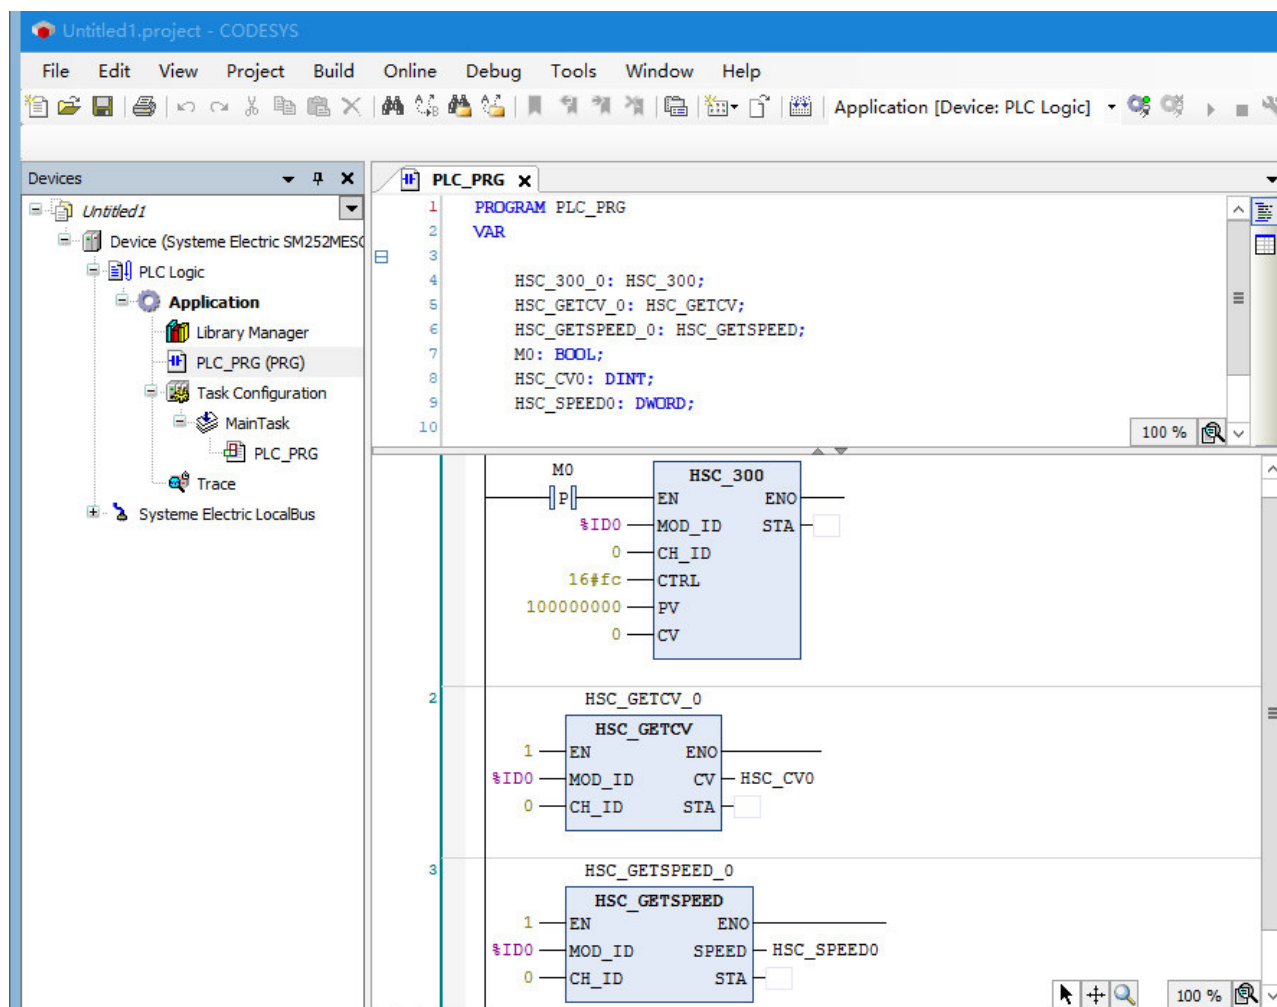 Untitled1.project - CODESYS
File Edit View Project Build Online Debug Tools Window Help
Application [Device: PLC Logic]
Devices
Untitled1
Device (Systeme Electric SM252MES
PLC Logic
Application
Library Manager
PLC_PRG (PRG)
Task Configuration
MainTask
PLC_PRG
Trace
Systeme Electric LocalBus
PLC_PRG
1 PROGRAM PLC_PRG
2 VAR
3
4 HSC_300_0: HSC_300;
5 HSC_GETCV_0: HSC_GETCV;
6 HSC_GETSPEED_0: HSC_GETSPEED;
7 M0: BOOL;
8 HSC_CV0: DINT;
9 HSC_SPEED0: DWORD;
10
100 %
M0 HSC_300
P EN ENO
%ID0 MOD_ID STA
0 CH_ID
16#fc CTRL
100000000 PV
0 CV
2 HSC_GETCV_0
HSC_GETCV
1 EN ENO
%ID0 MOD_ID CV HSC_CV0
0 CH_ID STA
3 HSC_GETSPEED_0
HSC_GETSPEED
1 EN ENO
%ID0 MOD_ID SPEED HSC_SPEED0
0 CH_ID STA
100 %